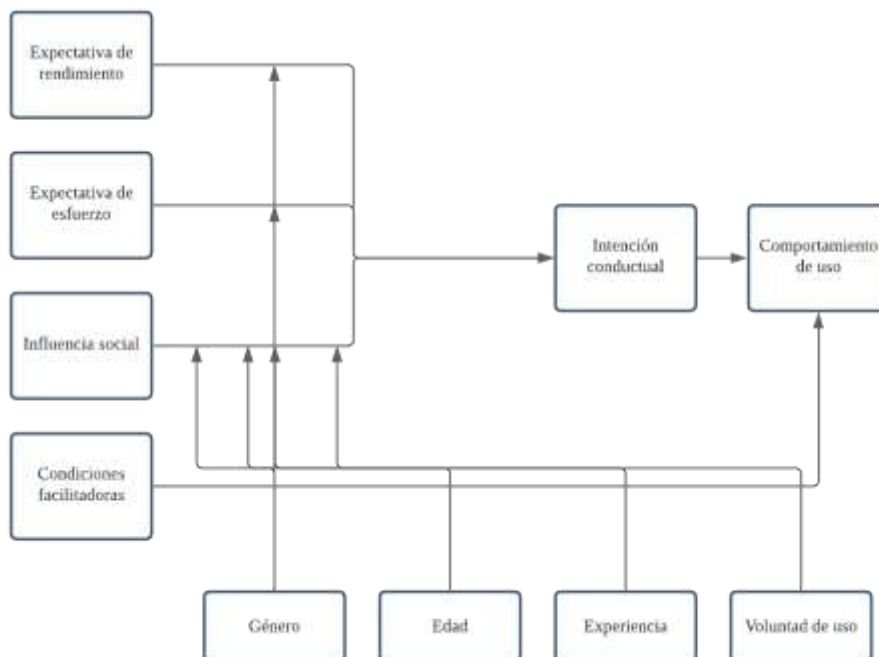 Expectativa de
rendimiento
Expectativa de
esfuerzo
Intención
conductual
Comportamiento
de uso
Influencia social
Condiciones
facilitadoras
Género
Edad
Experiencia
Voluntad de uso